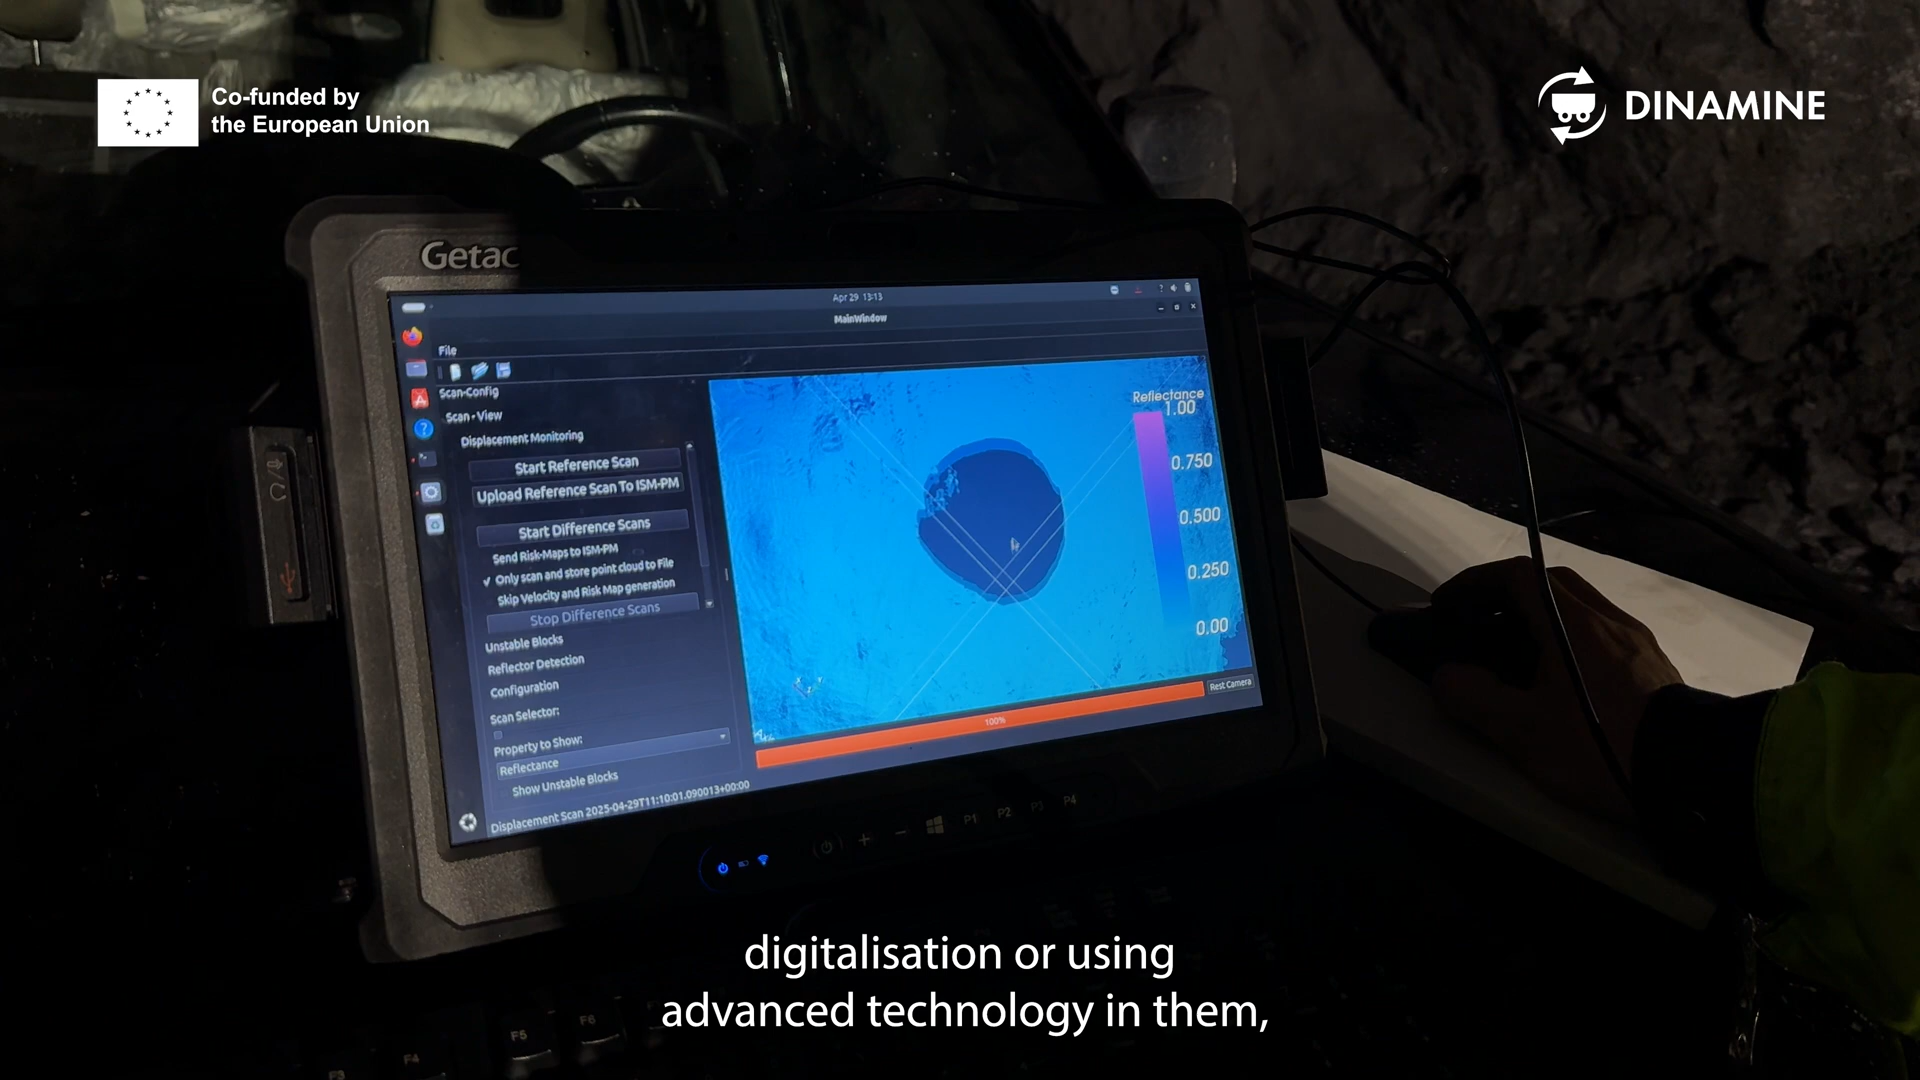 Co-funded by
the European Union
DINAMINE
Getac
Apr 29 13:13
MainWindow
File
Scan-Config
Scan-View
Displacement Monitoring
Start Reference Scan
Upload Reference Scan To ISM-PM
Start Difference Scans
Send Risk-Maps to ISM-PM
✓ Only scan and store point cloud to File
Skip Velocity and Risk Map generation
Stop Difference Scans
Unstable Blocks
Reflector Detection
Configuration
Scan Selector:
Property to Show:
Reflectance
Show Unstable Blocks
Displacement Scan 2025-04-29T11:10:01.090013+00:00
Reflectance
1.00
0.750
0.500
0.250
0.00
100%
Rest Camera
P1 P2 P3 P4
F3 F4 F5 F6
digitalisation or using
advanced technology in them,